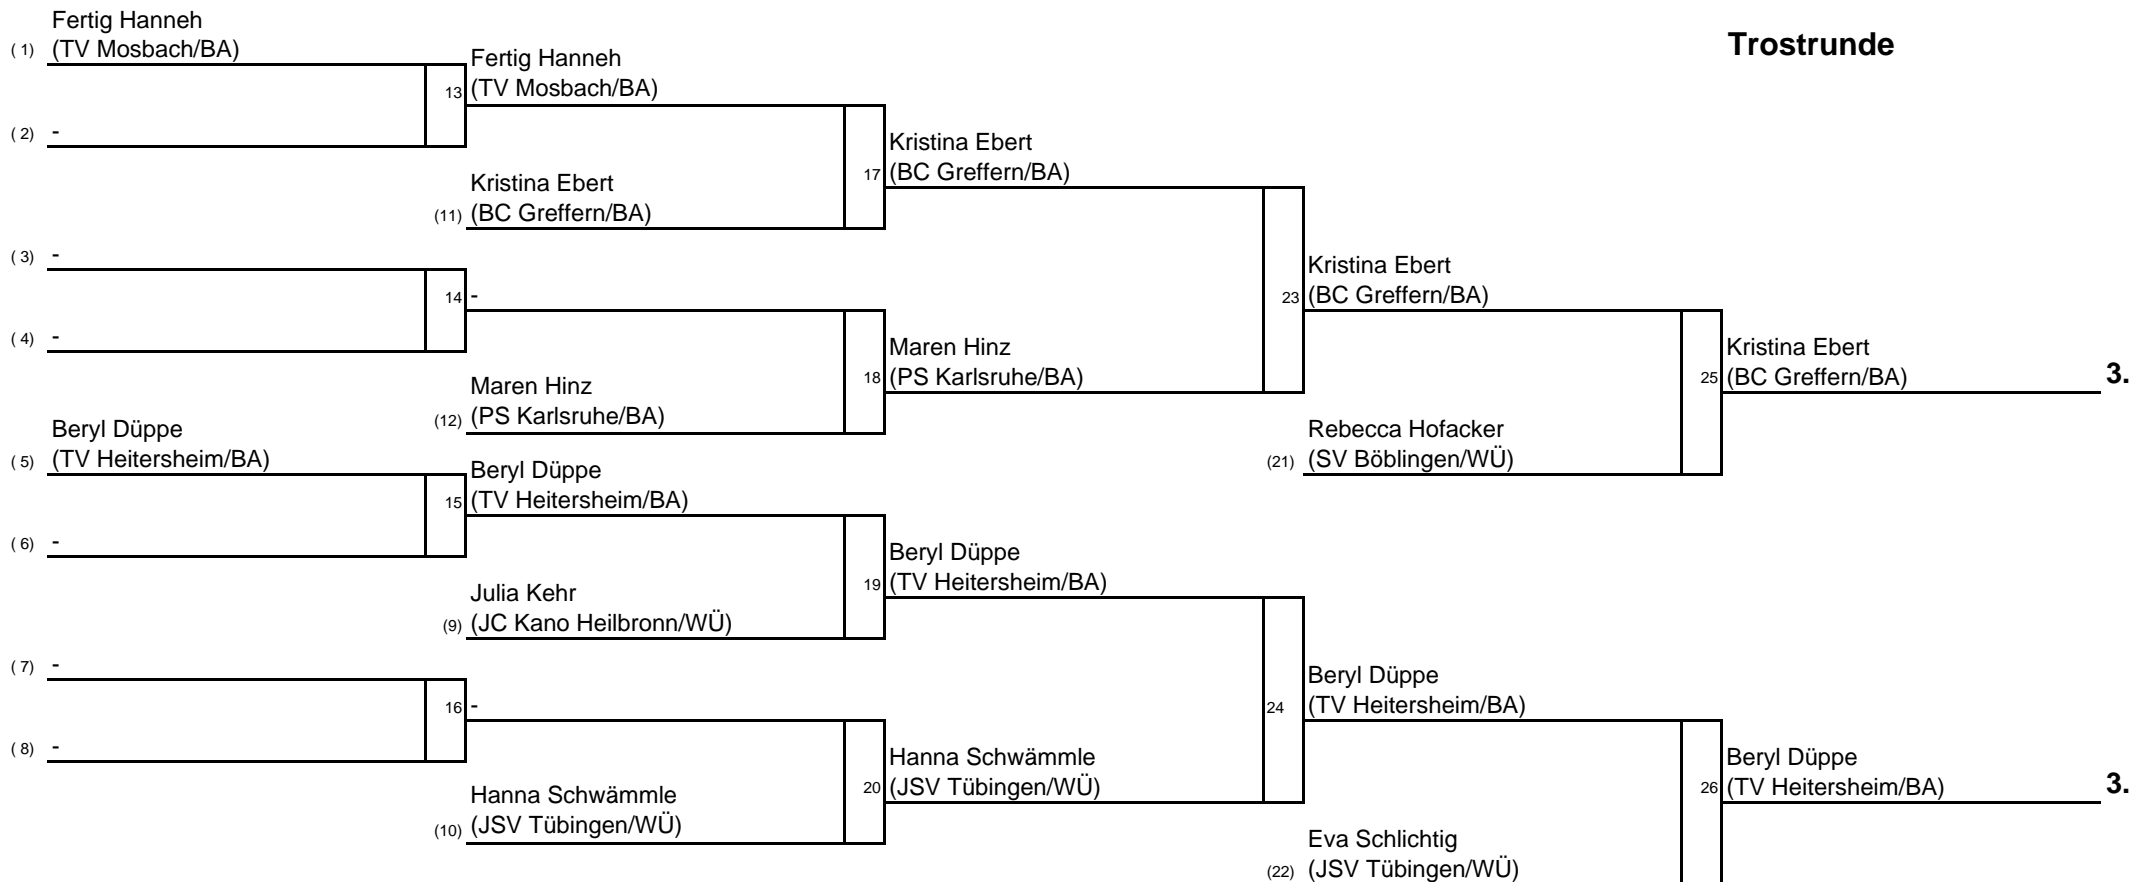 Trostrunde
Fertig Hanneh
( 1) (TV Mosbach/BA)
( 2) -
( 3) -
( 4) -
Beryl Düppe
( 5) (TV Heitersheim/BA)
( 6) -
( 7) -
( 8) -
Fertig Hanneh
13 (TV Mosbach/BA)
Kristina Ebert
(11) (BC Greffern/BA)
14 -
Maren Hinz
(12) (PS Karlsruhe/BA)
Beryl Düppe
15 (TV Heitersheim/BA)
Julia Kehr
(9) (JC Kano Heilbronn/WÜ)
16 -
Hanna Schwämmle
(10) (JSV Tübingen/WÜ)
Kristina Ebert
17 (BC Greffern/BA)
Maren Hinz
18 (PS Karlsruhe/BA)
Beryl Düppe
19 (TV Heitersheim/BA)
Hanna Schwämmle
20 (JSV Tübingen/WÜ)
Kristina Ebert
23 (BC Greffern/BA)
Rebecca Hofacker
(21) (SV Böblingen/WÜ)
Beryl Düppe
24 (TV Heitersheim/BA)
Eva Schlichtig
(22) (JSV Tübingen/WÜ)
Kristina Ebert
25 (BC Greffern/BA) 3.
Beryl Düppe
26 (TV Heitersheim/BA) 3.